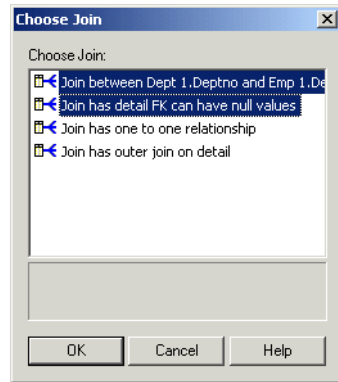 Choose Join
Choose Join:
Join between Dept 1.Deptno and Emp 1.De
Join has detail FK can have null values
Join has one to one relationship
Join has outer join on detail
OK Cancel Help